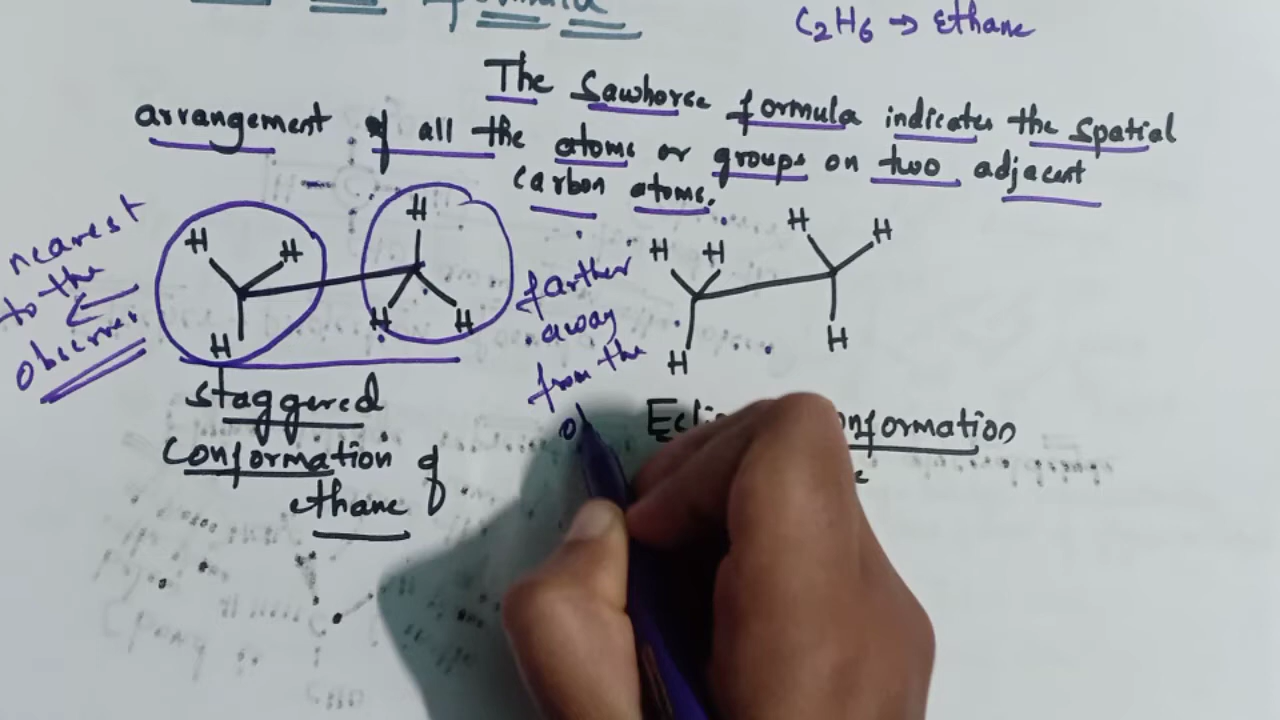 formula
C2H6 → Ethane
The Sawhorse formula indicates the spatial
arrangement of all the atoms or groups on two adjacent
carbon atoms.
nearest
to the
observer
H
H
H
H
H
H
staggered
Conformation of
ethane
farther
away
from the
o
H
H
H
H
H
H